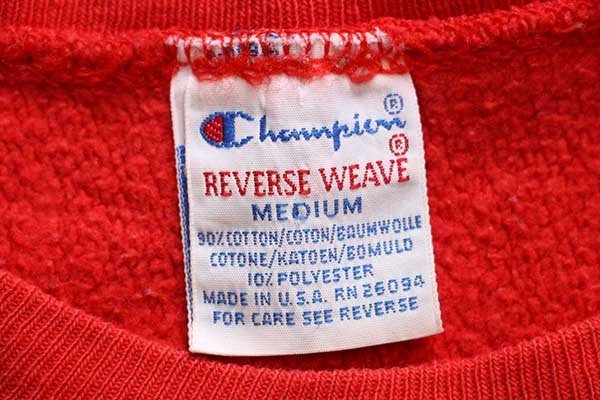 Champion®
REVERSE WEAVE®
MEDIUM
90% COTTON/COTON/BAUMWOLLE
COTONE/KATOEN/BOMULD
10% POLYESTER
MADE IN U.S.A. RN 26094
FOR CARE SEE REVERSE